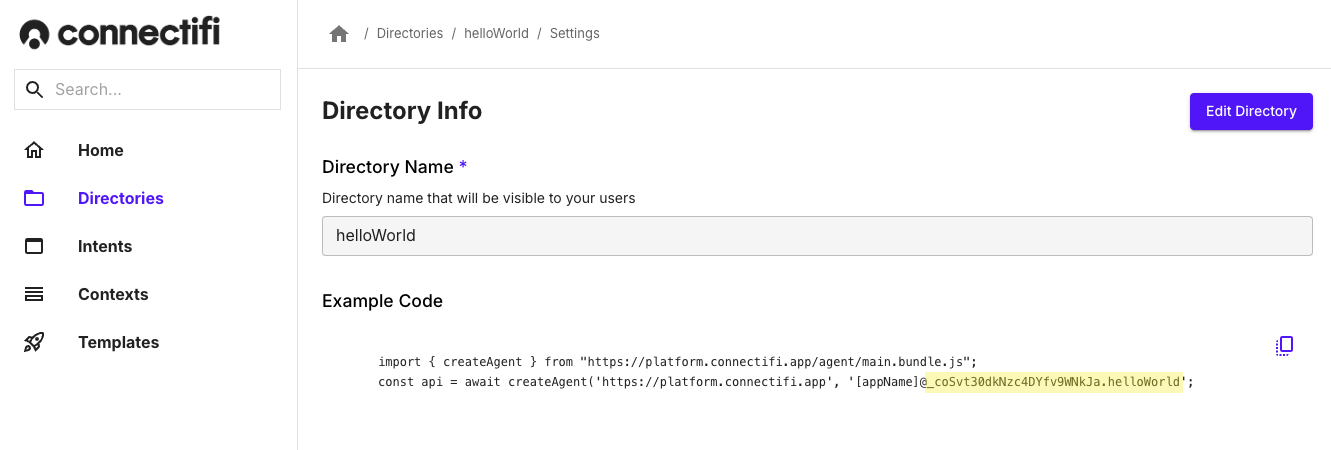 connectifi
Search...
Home
Directories
Intents
Contexts
Templates
/ Directories / helloWorld / Settings
Directory Info
Edit Directory
Directory Name *
Directory name that will be visible to your users
helloWorld
Example Code
import { createAgent } from "https://platform.connectifi.app/agent/main.bundle.js";
const api = await createAgent('https://platform.connectifi.app', '[appName]@_coSvt30dkNzc4DYfv9WNkJa.helloWorld';